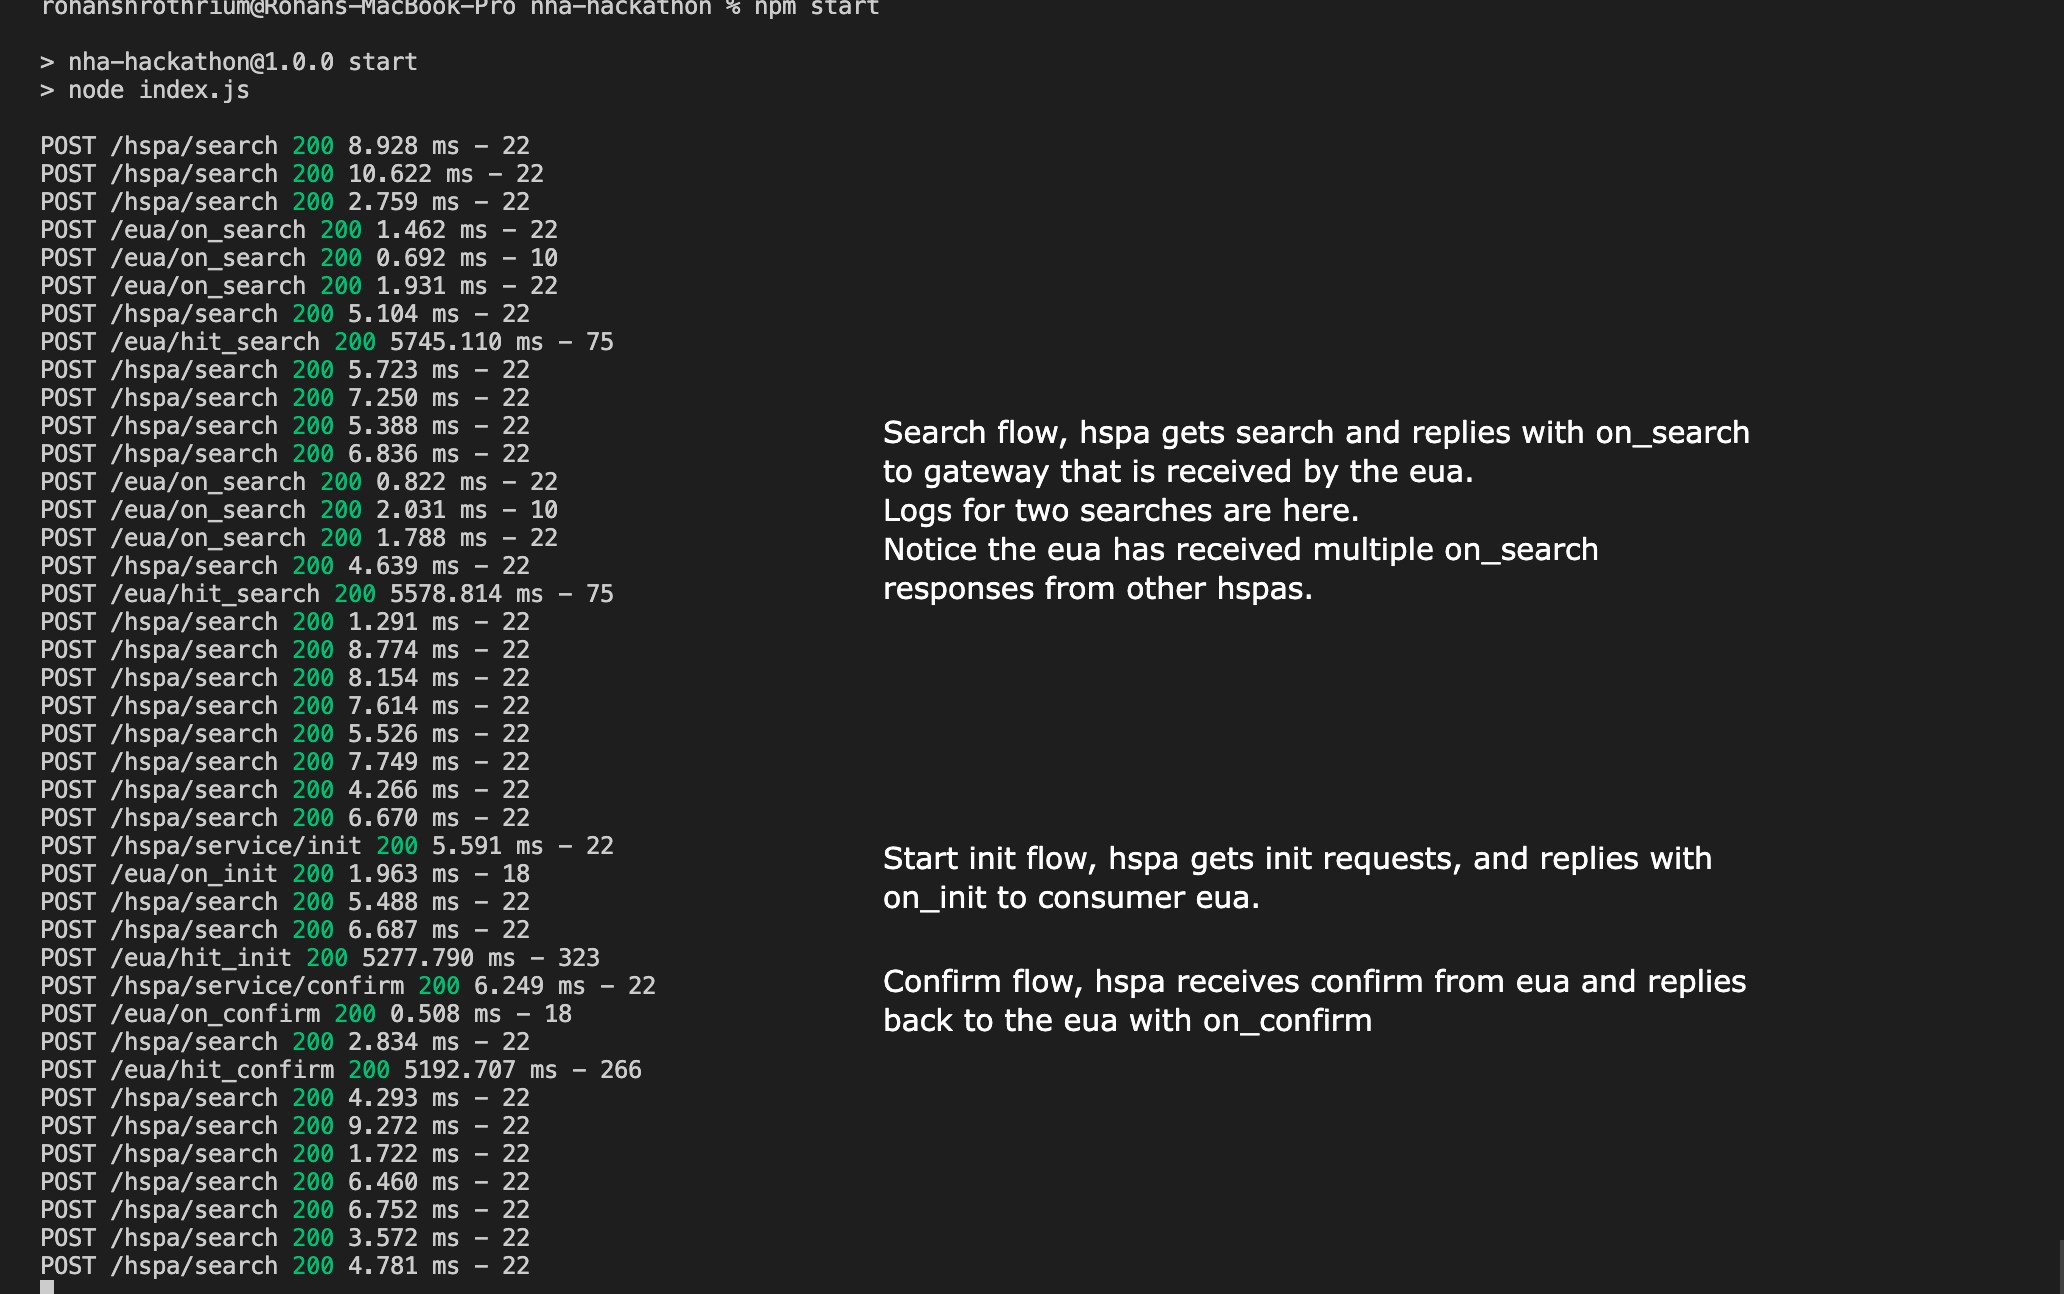 rohanshrothrium@Rohans-MacBook-Pro nha-hackathon % npm start
> nha-hackathon@1.0.0 start
> node index.js
POST /hspa/search 200 8.928 ms - 22
POST /hspa/search 200 10.622 ms - 22
POST /hspa/search 200 2.759 ms - 22
POST /eua/on_search 200 1.462 ms - 22
POST /eua/on_search 200 0.692 ms - 10
POST /eua/on_search 200 1.931 ms - 22
POST /hspa/search 200 5.104 ms - 22
POST /eua/hit_search 200 5745.110 ms - 75
POST /hspa/search 200 5.723 ms - 22
POST /hspa/search 200 7.250 ms - 22
POST /hspa/search 200 5.388 ms - 22
POST /hspa/search 200 6.836 ms - 22
POST /eua/on_search 200 0.822 ms - 22
POST /eua/on_search 200 2.031 ms - 10
POST /eua/on_search 200 1.788 ms - 22
POST /hspa/search 200 4.639 ms - 22
POST /eua/hit_search 200 5578.814 ms - 75
POST /hspa/search 200 1.291 ms - 22
POST /hspa/search 200 8.774 ms - 22
POST /hspa/search 200 8.154 ms - 22
POST /hspa/search 200 7.614 ms - 22
POST /hspa/search 200 5.526 ms - 22
POST /hspa/search 200 7.749 ms - 22
POST /hspa/search 200 4.266 ms - 22
POST /hspa/search 200 6.670 ms - 22
POST /hspa/service/init 200 5.591 ms - 22
POST /eua/on_init 200 1.963 ms - 18
POST /hspa/search 200 5.488 ms - 22
POST /hspa/search 200 6.687 ms - 22
POST /eua/hit_init 200 5277.790 ms - 323
POST /hspa/service/confirm 200 6.249 ms - 22
POST /eua/on_confirm 200 0.508 ms - 18
POST /hspa/search 200 2.834 ms - 22
POST /eua/hit_confirm 200 5192.707 ms - 266
POST /hspa/search 200 4.293 ms - 22
POST /hspa/search 200 9.272 ms - 22
POST /hspa/search 200 1.722 ms - 22
POST /hspa/search 200 6.460 ms - 22
POST /hspa/search 200 6.752 ms - 22
POST /hspa/search 200 3.572 ms - 22
POST /hspa/search 200 4.781 ms - 22
Search flow, hspa gets search and replies with on_search
to gateway that is received by the eua.
Logs for two searches are here.
Notice the eua has received multiple on_search
responses from other hspas.
Start init flow, hspa gets init requests, and replies with
on_init to consumer eua.
Confirm flow, hspa receives confirm from eua and replies
back to the eua with on_confirm